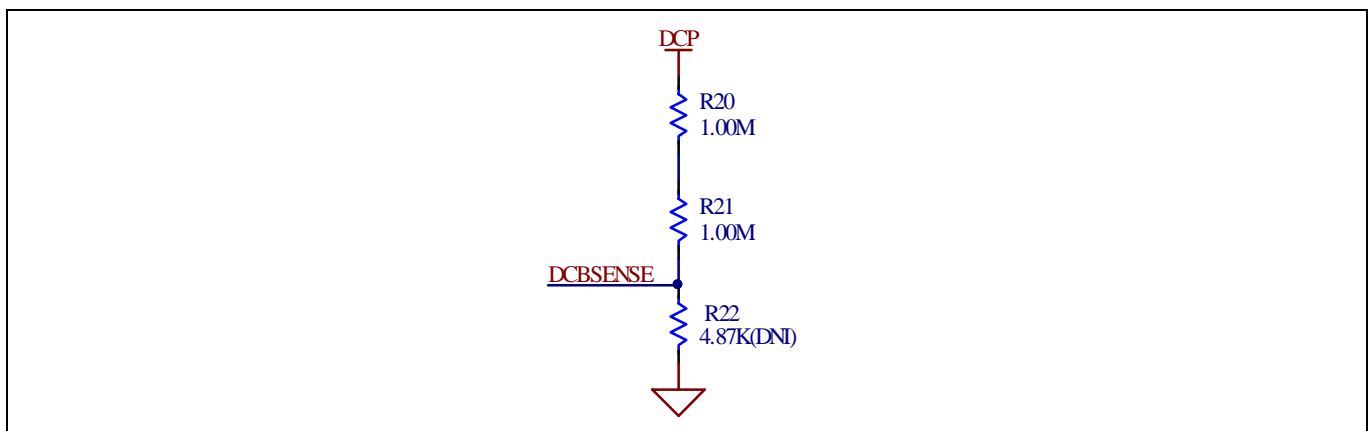 DCP
R20
1.00M
R21
1.00M
DCBSENSE
R22
4.87K(DNI)